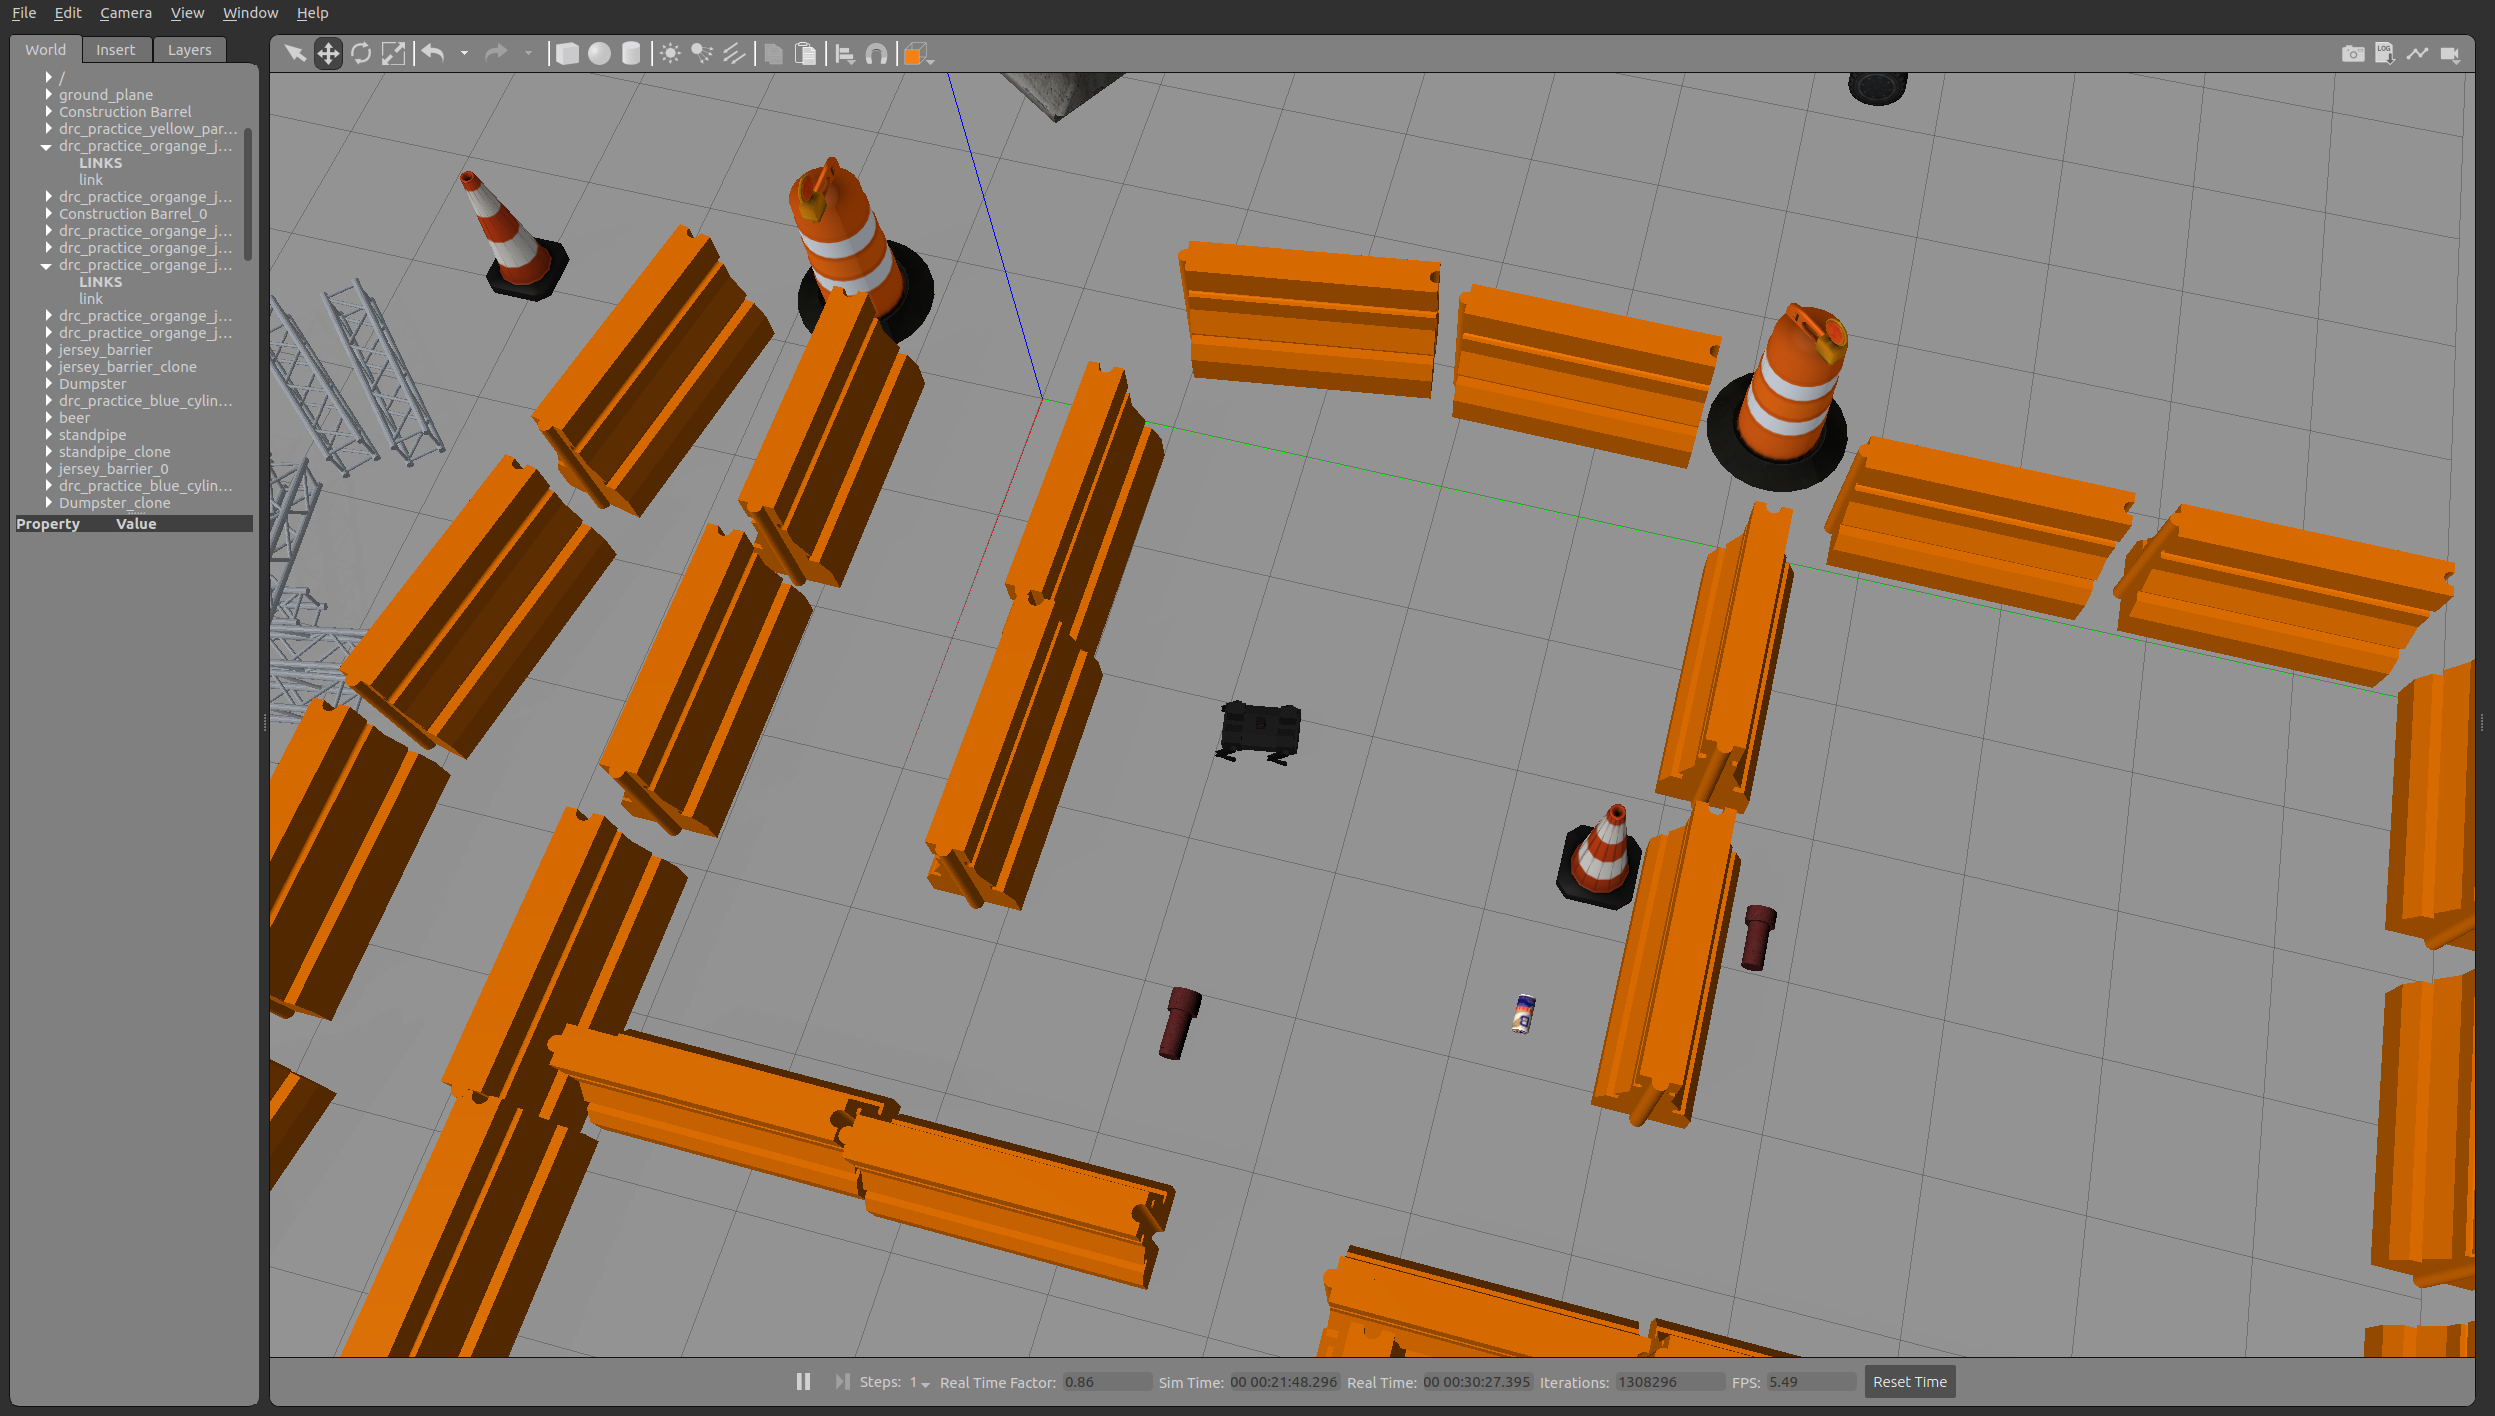 File Edit Camera View Window Help
World Insert Layers
/
ground_plane
Construction Barrel
drc_practice_yellow_par...
drc_practice_organge_j...
LINKS
link
drc_practice_organge_j...
Construction Barrel_0
drc_practice_organge_j...
drc_practice_organge_j...
drc_practice_organge_j...
LINKS
link
drc_practice_organge_j...
drc_practice_organge_j...
jersey_barrier
jersey_barrier_clone
Dumpster
drc_practice_blue_cylin...
beer
standpipe
standpipe_clone
jersey_barrier_0
drc_practice_blue_cylin...
Dumpster_clone
Property Value
LOG
Steps: 1 Real Time Factor: 0.86 Sim Time: 00 00:21:48.296 Real Time: 00 00:30:27.395 Iterations: 1308296 FPS: 5.49 Reset Time